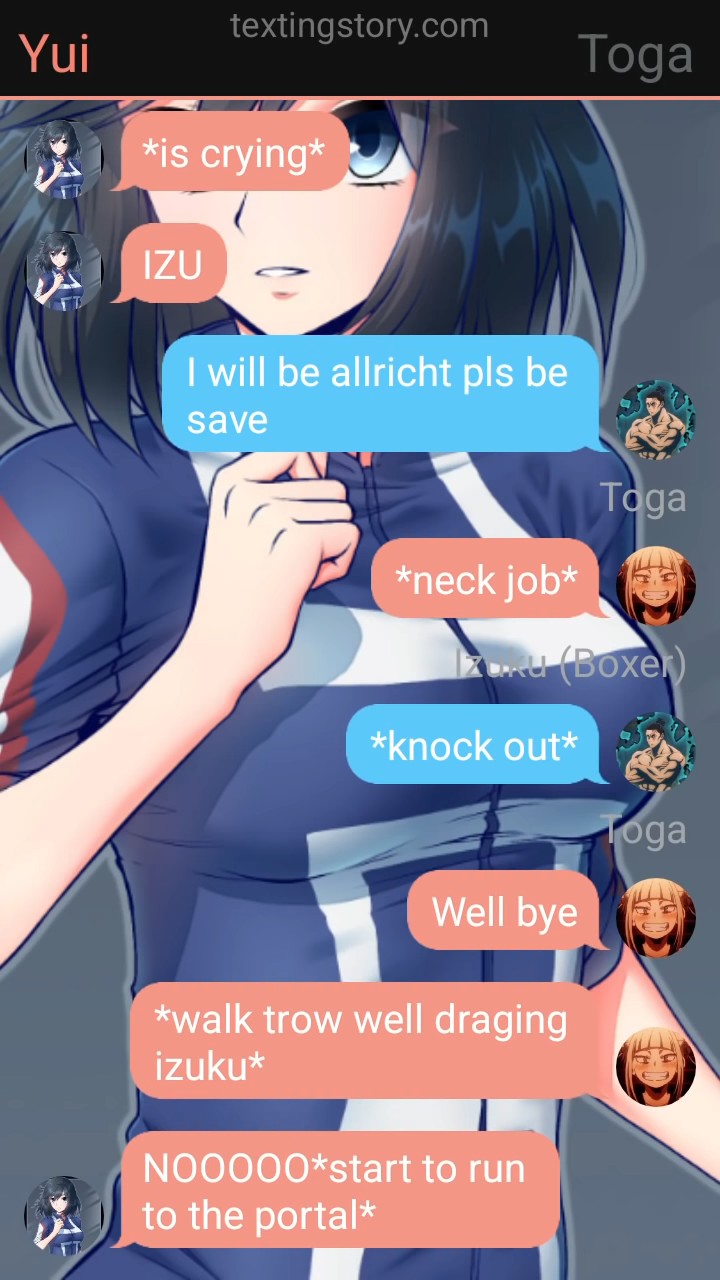 textingstory.com
Yui
Toga
*is crying*
IZU
I will be allricht pls be
save
Toga
*neck job*
Izuku (Boxer)
*knock out*
Toga
Well bye
*walk trow well draging
izuku*
NOOOOO*start to run
to the portal*